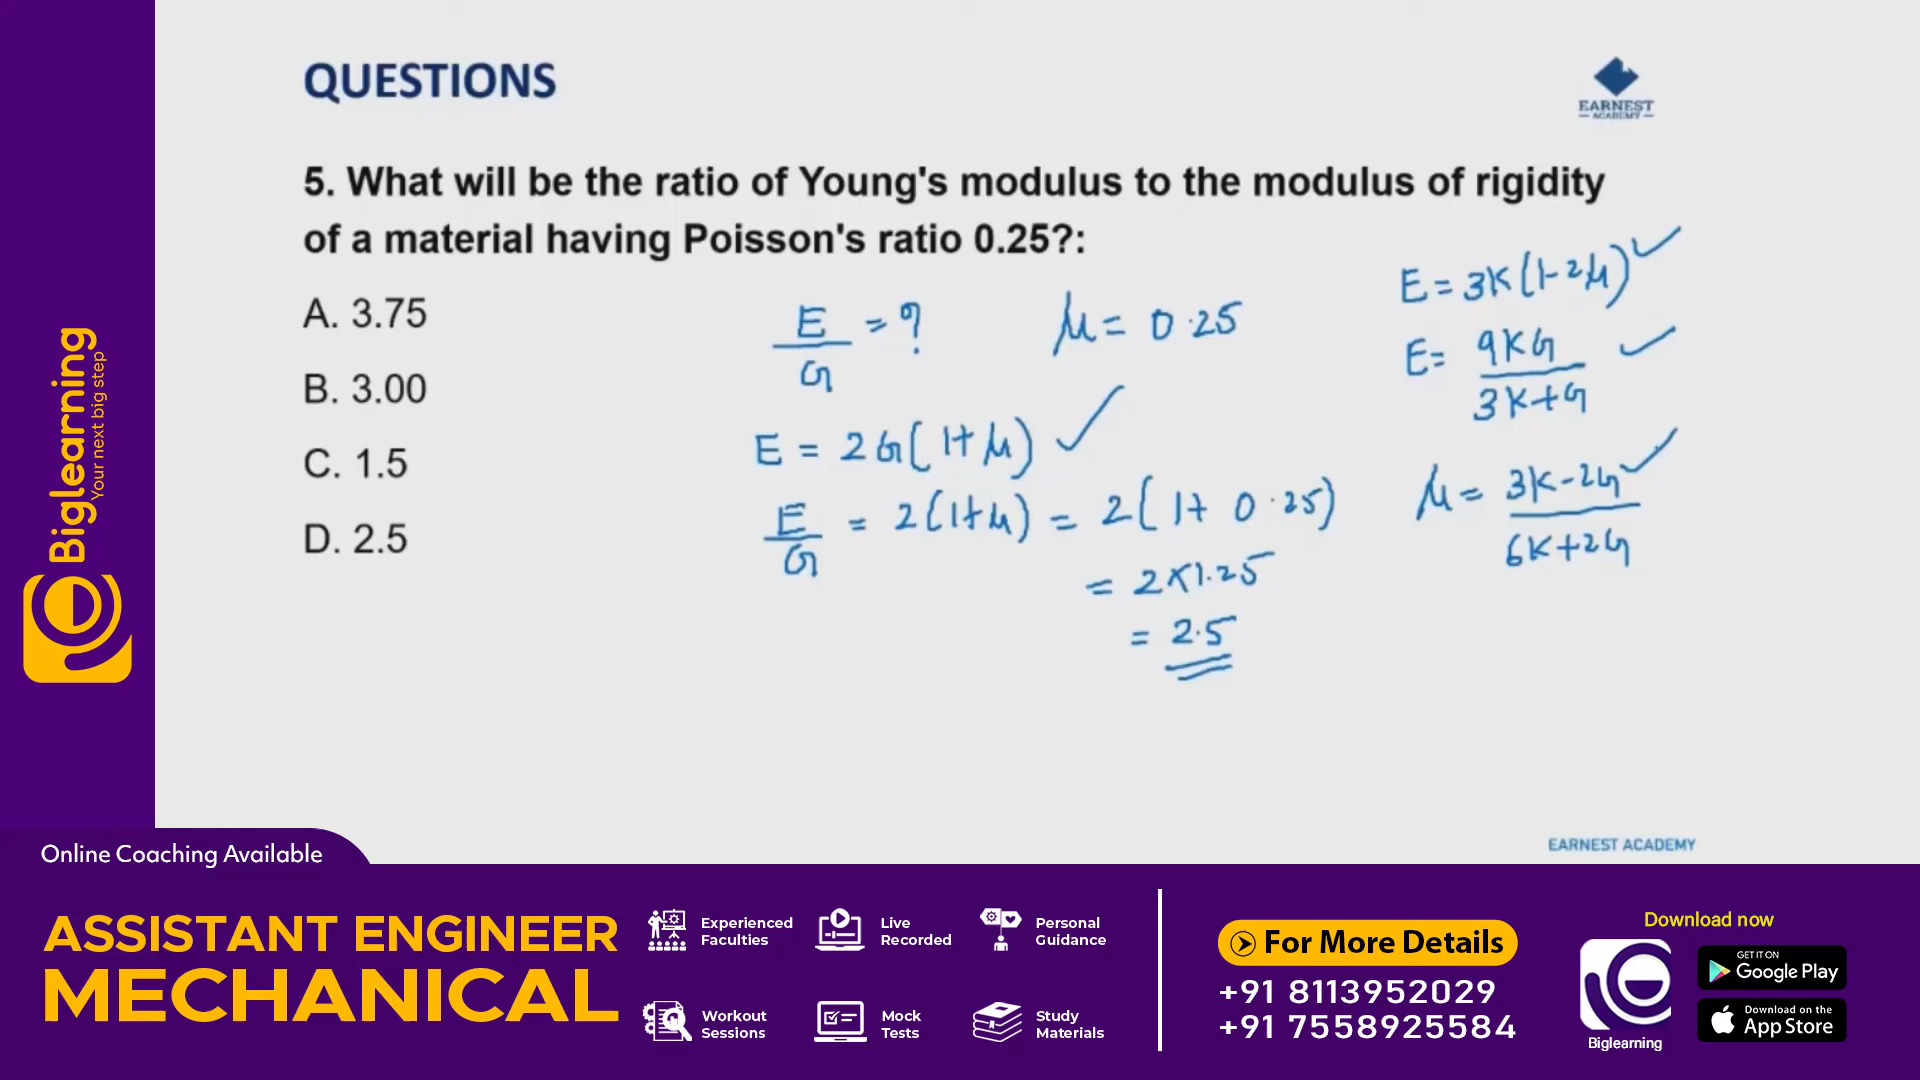 QUESTIONS
EARNEST
ACADEMY
5. What will be the ratio of Young's modulus to the modulus of rigidity
of a material having Poisson's ratio 0.25?:
A. 3.75
B. 3.00
C. 1.5
D. 2.5
E/G = ?
μ = 0.25
E = 2G(1+μ) ✓
E/G = 2(1+μ) = 2(1+0.25)
= 2×1.25
= 2.5
E = 3K(1-2μ) ✓
E = 9KG/3K+G ✓
μ = 3K-2G/6K+2G ✓
EARNEST ACADEMY
Biglearning
Your next big step
Online Coaching Available
ASSISTANT ENGINEER
MECHANICAL
Experienced
Faculties
Live
Recorded
Personal
Guidance
Workout
Sessions
Mock
Tests
Study
Materials
For More Details
+91 8113952029
+91 7558925584
Download now
Biglearning
GET IT ON
Google Play
Download on the
App Store